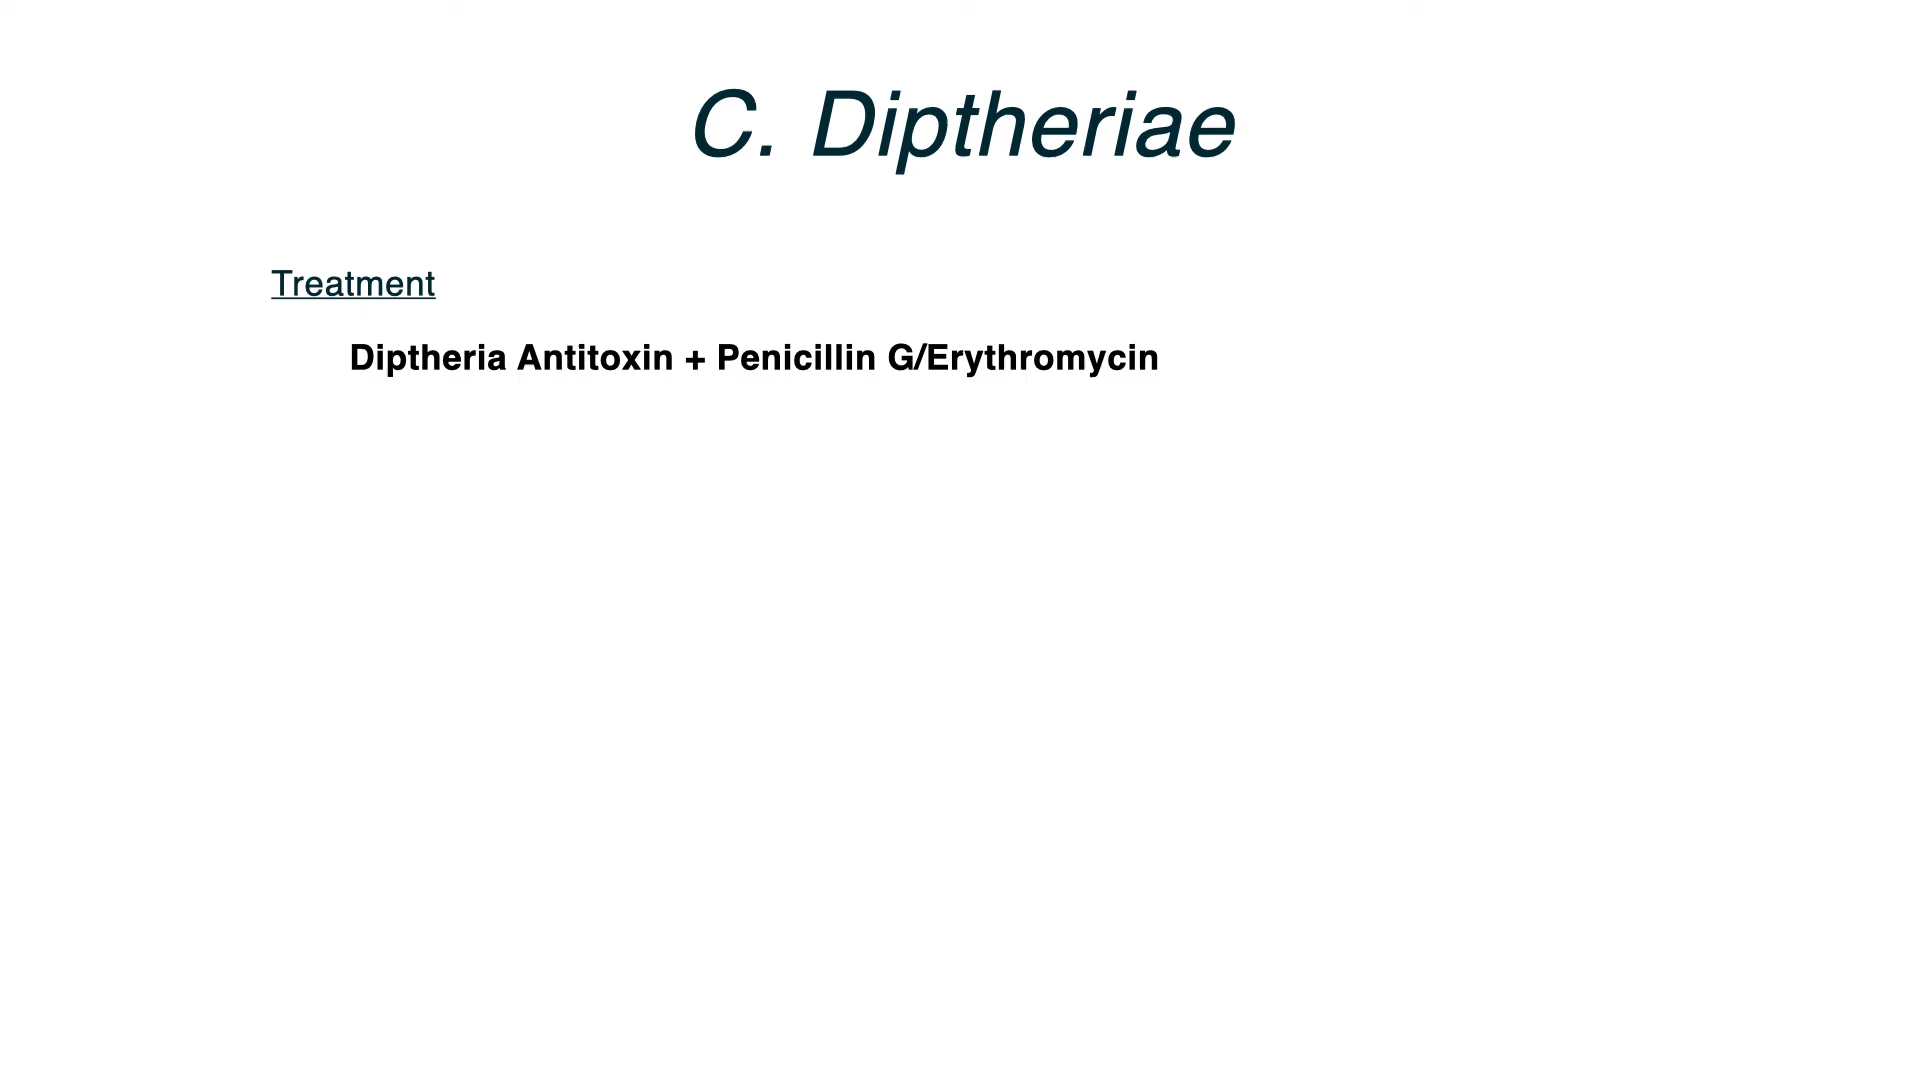 C. Diptheriae
Treatment
Diptheria Antitoxin + Penicillin G/Erythromycin